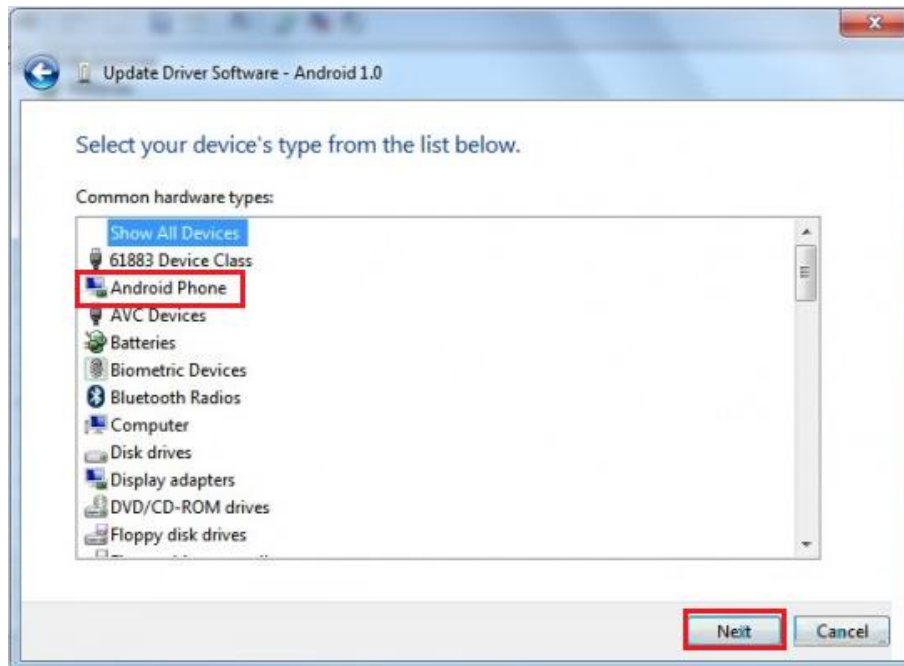 Update Driver Software - Android 1.0
Select your device's type from the list below.
Common hardware types:
Show All Devices
61883 Device Class
Android Phone
AVC Devices
Batteries
Biometric Devices
Bluetooth Radios
Computer
Disk drives
Display adapters
DVD/CD-ROM drives
Floppy disk drives
Next
Cancel